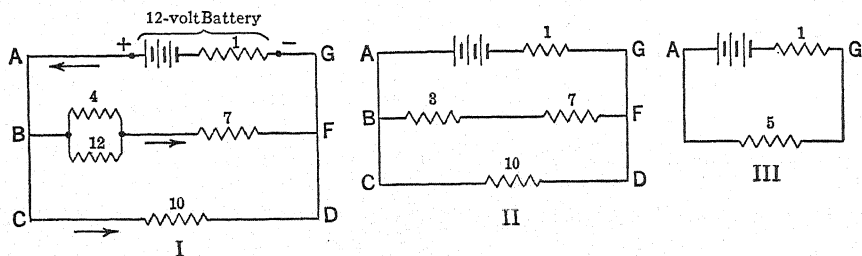 12-volt Battery
A + 1 − G
4
B 7 F
12
10
C D
I
A 1 G
B 3 7 F
10
C D
II
A 1 G
5
III